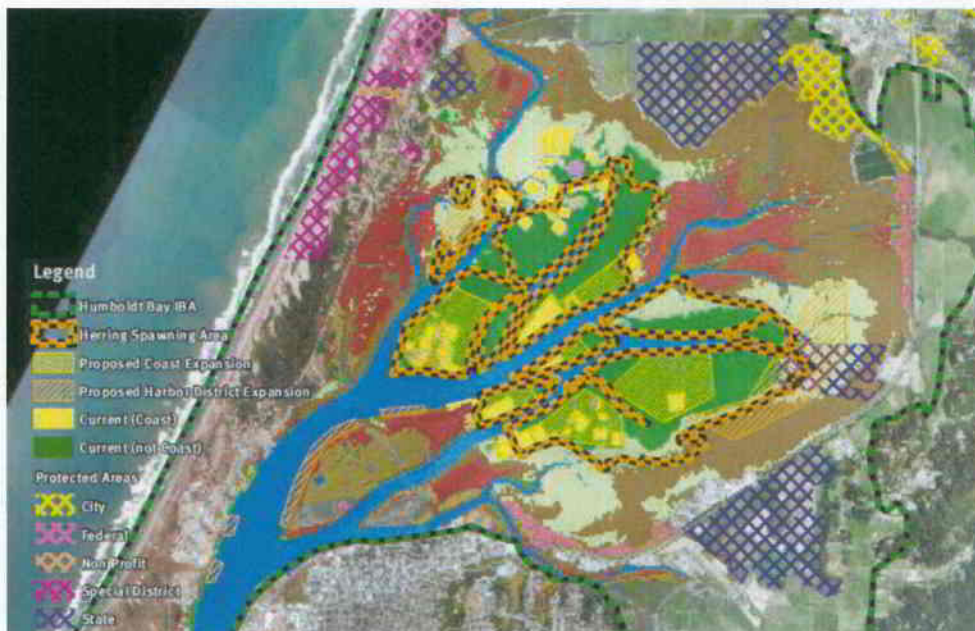 Legend
Humboldt Bay IBA
Herring Spawning Area
Proposed Coast Expansion
Proposed Harbor District Expansion
Current (Coast)
Current (not Coast)
Protected Areas
City
Federal
Non Profit
Special District
State